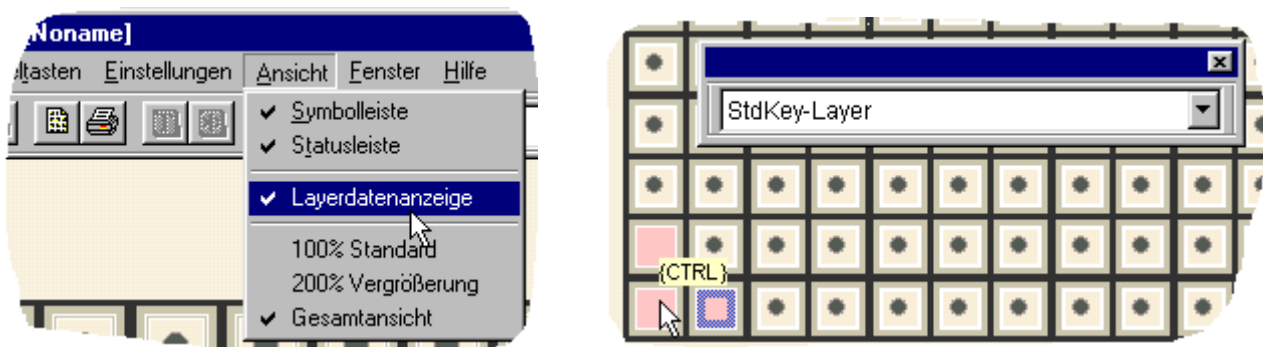 Noname]
ltasten Einstellungen Ansicht Fenster Hilfe
Symbolleiste
Statusleiste
Layerdatenanzeige
100% Standard
200% Vergrößerung
Gesamtansicht
StdKey-Layer
{CTRL}